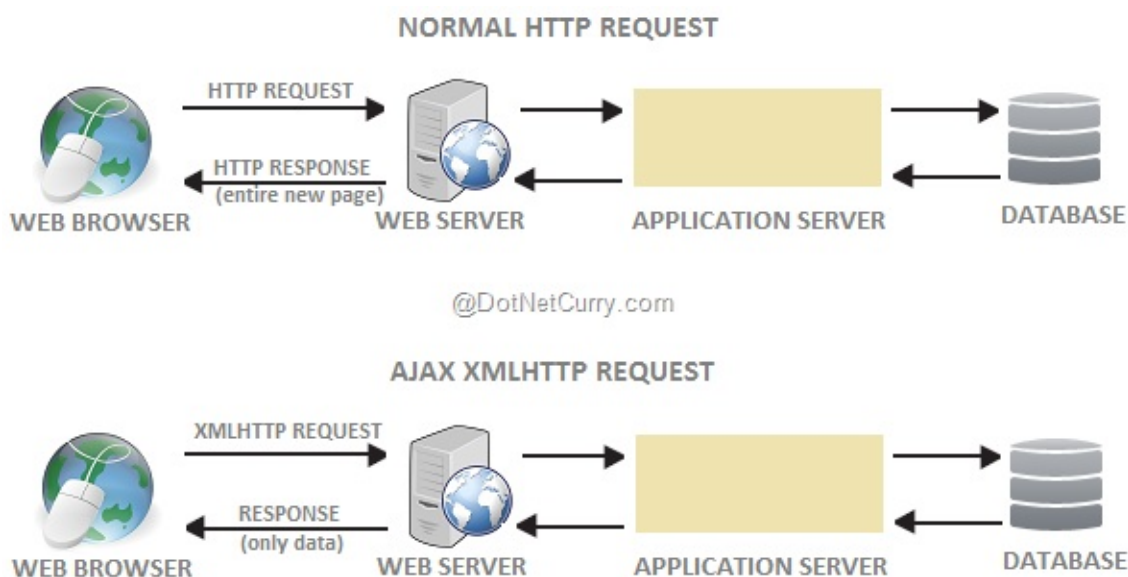 NORMAL HTTP REQUEST
HTTP REQUEST
HTTP RESPONSE
(entire new page)
WEB BROWSER
WEB SERVER
APPLICATION SERVER
DATABASE
@DotNetCurry.com
AJAX XMLHTTP REQUEST
XMLHTTP REQUEST
RESPONSE
(only data)
WEB BROWSER
WEB SERVER
APPLICATION SERVER
DATABASE